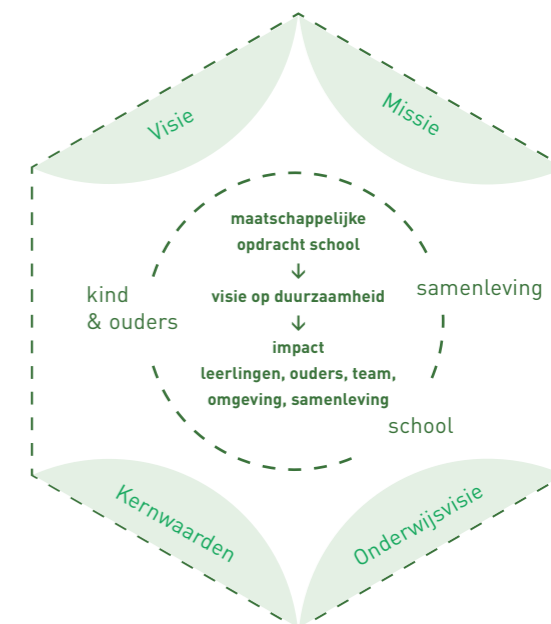 Visie
Missie
maatschappelijke
opdracht school
↓
visie op duurzaamheid
↓
impact
leerlingen, ouders, team,
omgeving, samenleving
kind
& ouders
samenleving
school
Kernwaarden
Onderwijsvisie